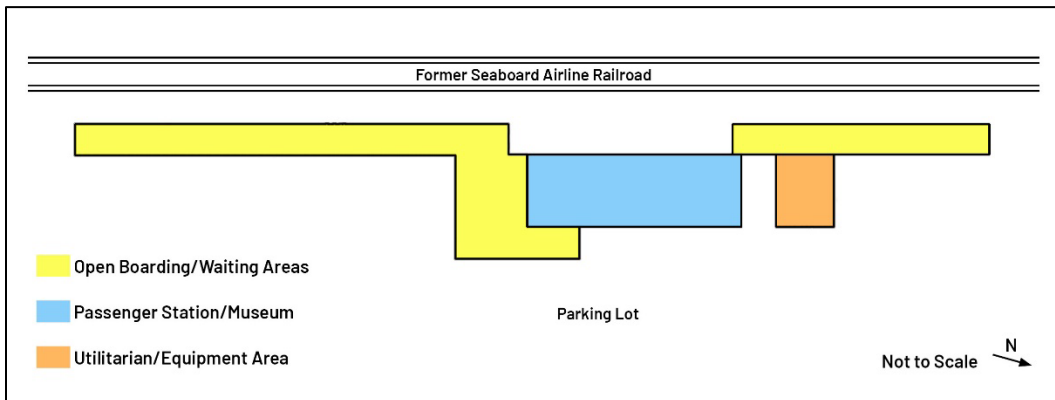 Former Seaboard Airline Railroad
Open Boarding/Waiting Areas
Passenger Station/Museum
Parking Lot
Utilitarian/Equipment Area
Not to Scale
N